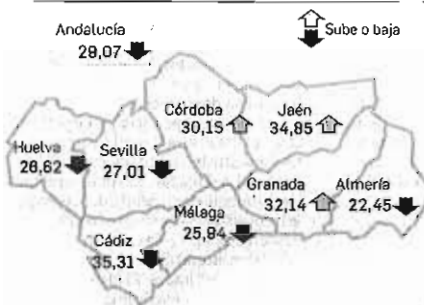 Andalucía
29,07
Sube o baja
Córdoba
30,15
Jaén
34,85
Huelva
26,62
Sevilla
27,01
Granada
32,14
Almería
22,45
Málaga
25,94
Cádiz
35,31